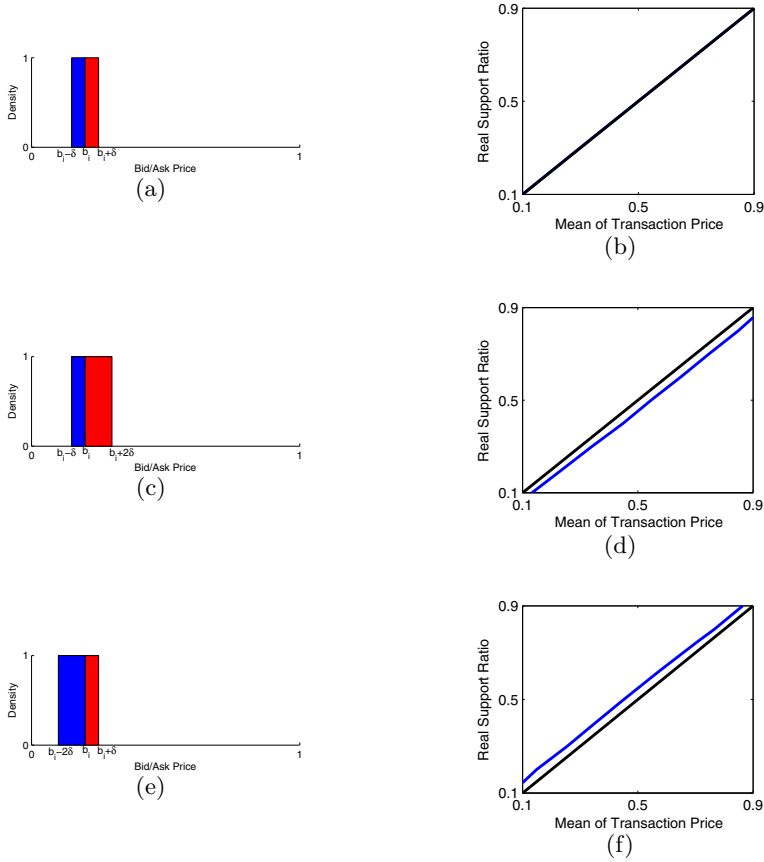 Density
1
0
0
b_i−δ
b_i
b_i+δ
1
Bid/Ask Price
(a)
Real Support Ratio
0.9
0.5
0.1
0.1
0.5
0.9
Mean of Transaction Price
(b)
Density
1
0
0
b_i−δ
b_i
b_i+2δ
1
Bid/Ask Price
(c)
Real Support Ratio
0.9
0.5
0.1
0.1
0.5
0.9
Mean of Transaction Price
(d)
Density
1
0
0
b_i−2δ
b_i
b_i+δ
1
Bid/Ask Price
(e)
Real Support Ratio
0.9
0.5
0.1
0.1
0.5
0.9
Mean of Transaction Price
(f)